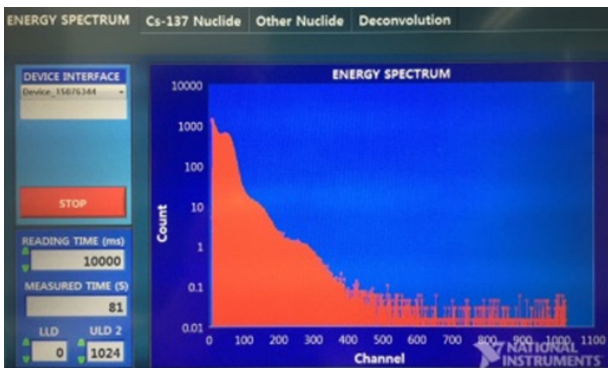 ENERGY SPECTRUM Cs-137 Nuclide Other Nuclide Deconvolution
DEVICE INTERFACE
Device_15076344
STOP
READING TIME (ms)
10000
MEASURED TIME (S)
81
LLD ULD 2
0 1024
ENERGY SPECTRUM
10000
1000
100
10
1
0.1
0.01
Count
0 100 200 300 400 500 600 700 800 900 1000 1100
Channel
NATIONAL
INSTRUMENTS